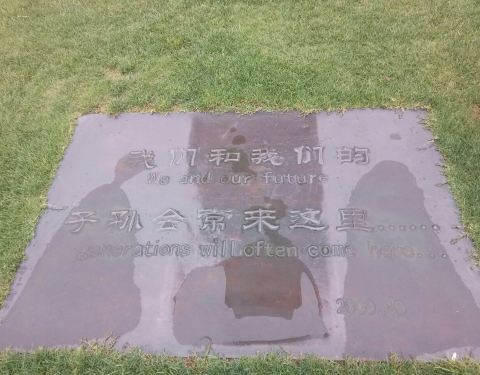 我们和我们的
We and our future
子孙会常来这里......
generations will often come here...